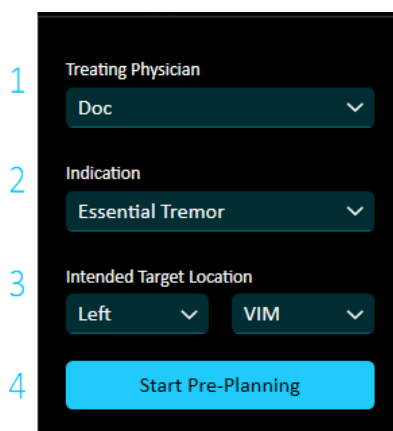 1
Treating Physician
Doc
2
Indication
Essential Tremor
3
Intended Target Location
Left VIM
4
Start Pre-Planning